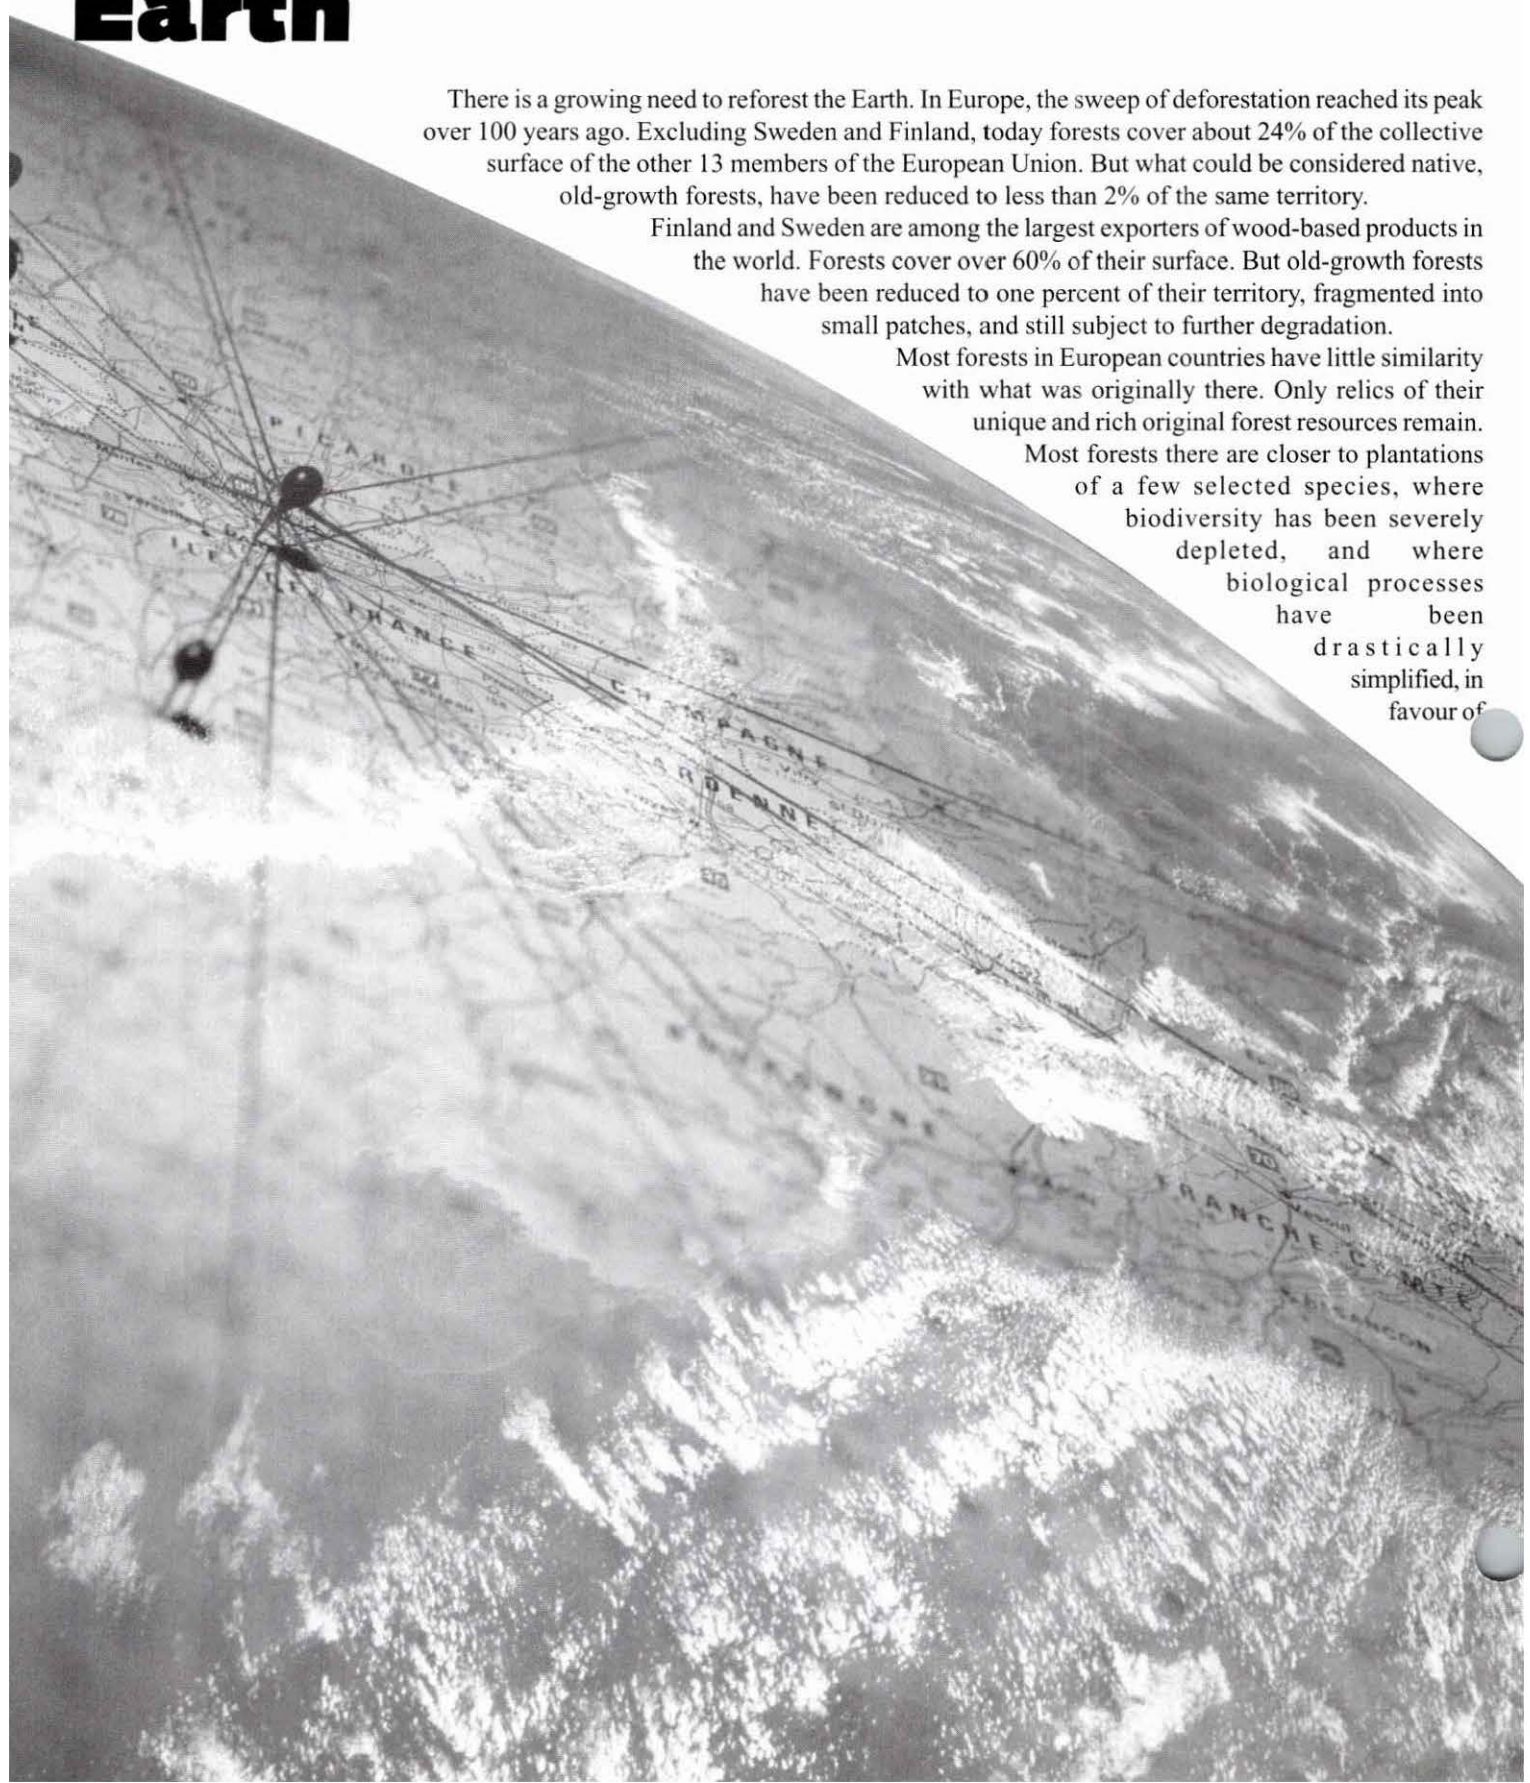 Earth
There is a growing need to reforest the Earth. In Europe, the sweep of deforestation reached its peak
over 100 years ago. Excluding Sweden and Finland, today forests cover about 24% of the collective
surface of the other 13 members of the European Union. But what could be considered native,
old-growth forests, have been reduced to less than 2% of the same territory.
Finland and Sweden are among the largest exporters of wood-based products in
the world. Forests cover over 60% of their surface. But old-growth forests
have been reduced to one percent of their territory, fragmented into
small patches, and still subject to further degradation.
Most forests in European countries have little similarity
with what was originally there. Only relics of their
unique and rich original forest resources remain.
Most forests there are closer to plantations
of a few selected species, where
biodiversity has been severely
depleted, and where
biological processes
have been
drastically
simplified, in
favour of
PICARDIE
ILE DE FRANCE
CHAMPAGNE
ARDENNE
FRANCHE-COMTE
BESANCON